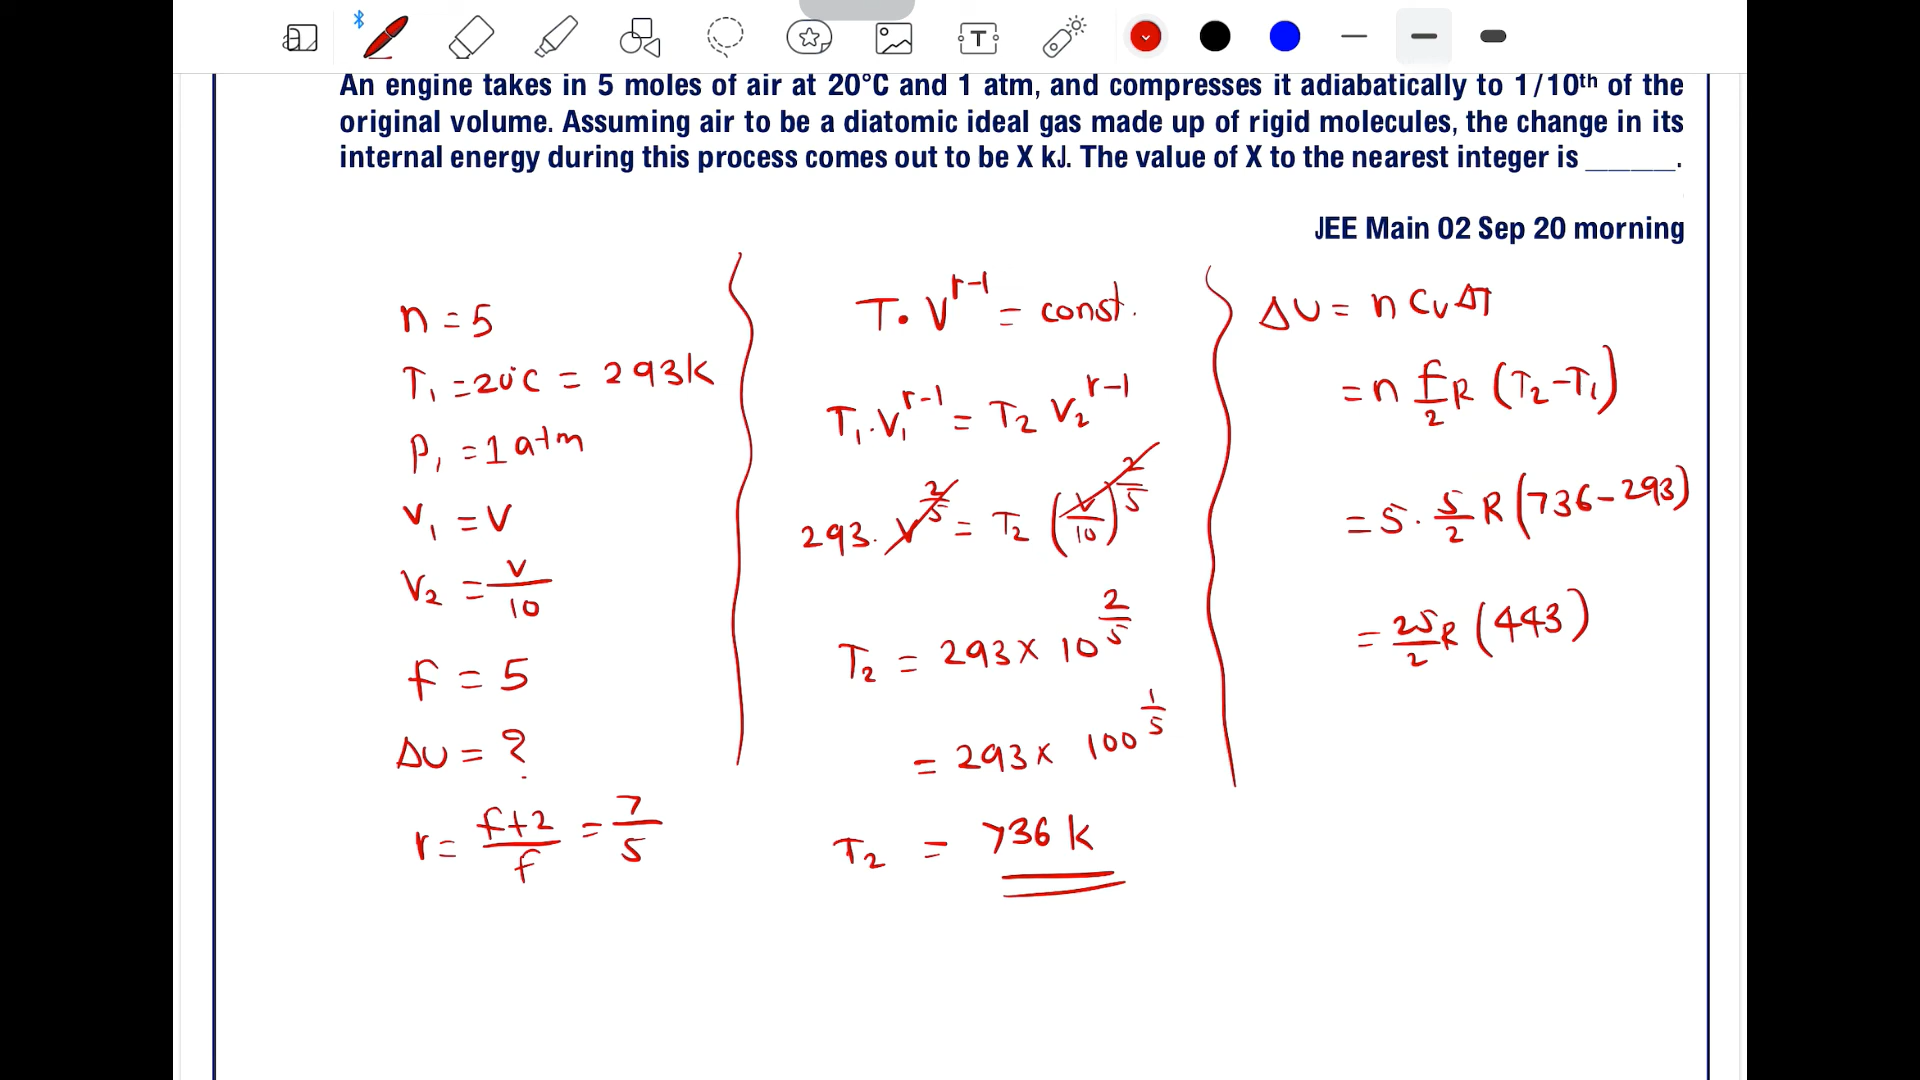 An engine takes in 5 moles of air at 20°C and 1 atm, and compresses it adiabatically to 1/10th of the
original volume. Assuming air to be a diatomic ideal gas made up of rigid molecules, the change in its
internal energy during this process comes out to be X kJ. The value of X to the nearest integer is _____.
JEE Main 02 Sep 20 morning
n = 5
T₁ = 20°C = 293K
P₁ = 1 atm
V₁ = V
V₂ = V/10
f = 5
ΔU = ?
r = (f+2)/f = 7/5
T·V^(r-1) = const.
T₁·V₁^(r-1) = T₂ V₂^(r-1)
293·V^(2/5) = T₂ (V/10)^(2/5)
T₂ = 293 × 10^(2/5)
= 293 × 100^(1/5)
T₂ = 736 K
ΔU = n Cv ΔT
= n f/2 R (T₂-T₁)
= 5 · 5/2 R (736-293)
= 25/2 R (443)